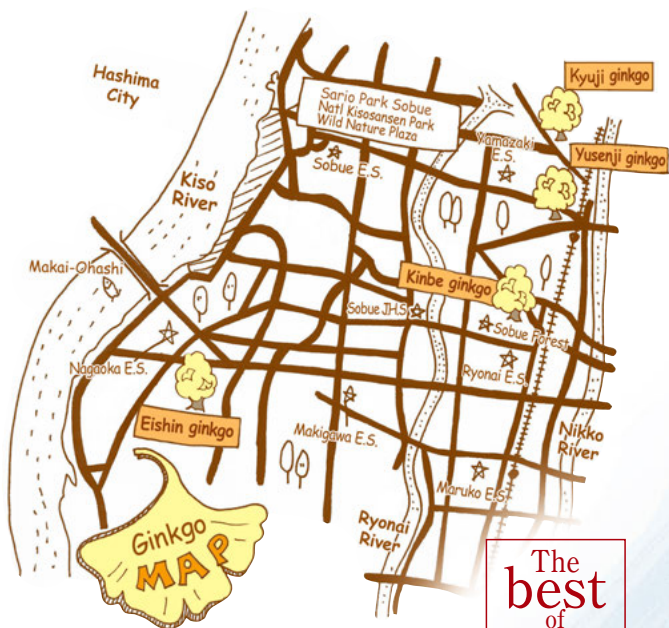 Hashima
City
Kyuji ginkgo
Sario Park Sobue
Natl Kisosansen Park
Wild Nature Plaza
Yamazaki
E.S.
Yusenji ginkgo
Sobue E.S.
Kiso
River
Makai-Ohashi
Kinbe ginkgo
Sobue J.H.S
Sobue Forest
Nagaoka E.S.
Ryonai E.S.
Eishin ginkgo
Makigawa E.S.
Nikko
River
Maruko E.S
Ryonai
River
Ginkgo
MAP
The
best
of